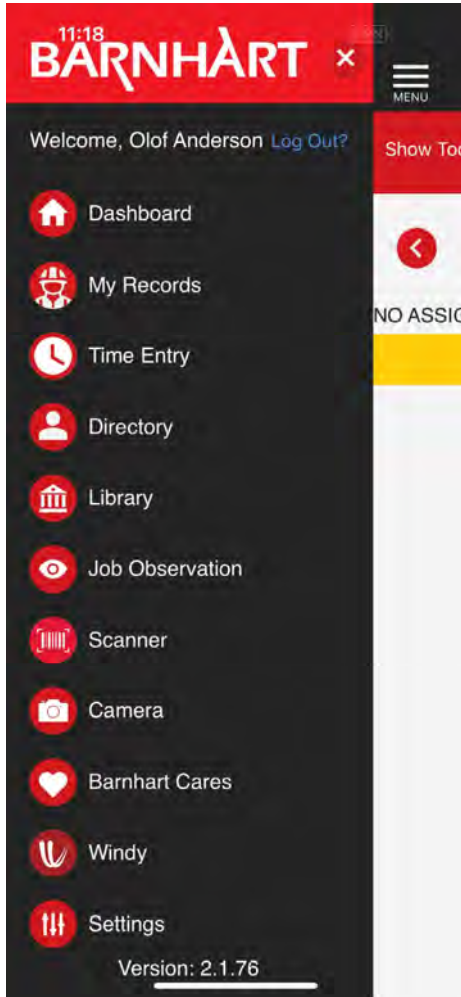 11:18
BARNHART
MENU
Welcome, Olof Anderson Log Out?
Show Too
Dashboard
My Records
NO ASSIG
Time Entry
Directory
Library
Job Observation
Scanner
Camera
Barnhart Cares
Windy
Settings
Version: 2.1.76